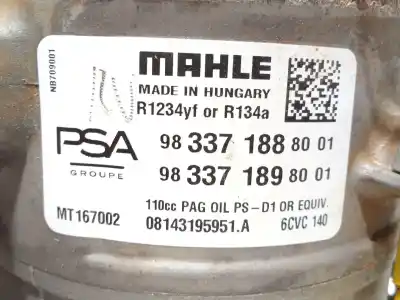 NB709001
MAHLE
MADE IN HUNGARY
R1234yf or R134a
PSA
GROUPE
98 337 188 80 01
98 337 189 80 01
110cc PAG OIL PS-D1 OR EQUIV.
MT167002 08143195951.A 6CVC 140